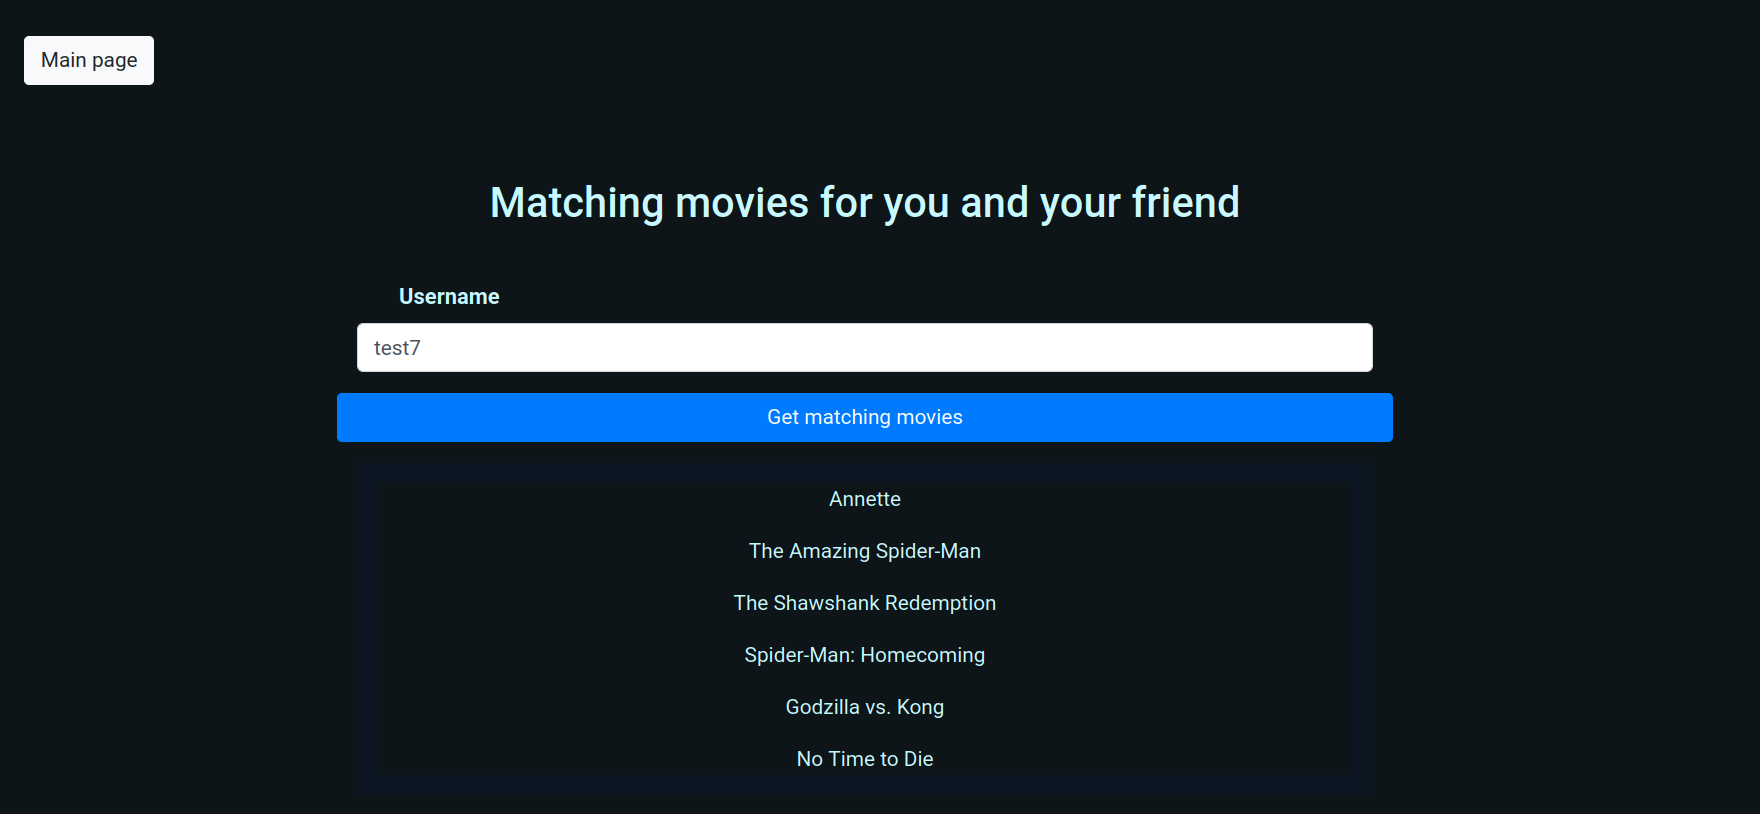 Main page
Matching movies for you and your friend
Username
test7
Get matching movies
Annette
The Amazing Spider-Man
The Shawshank Redemption
Spider-Man: Homecoming
Godzilla vs. Kong
No Time to Die